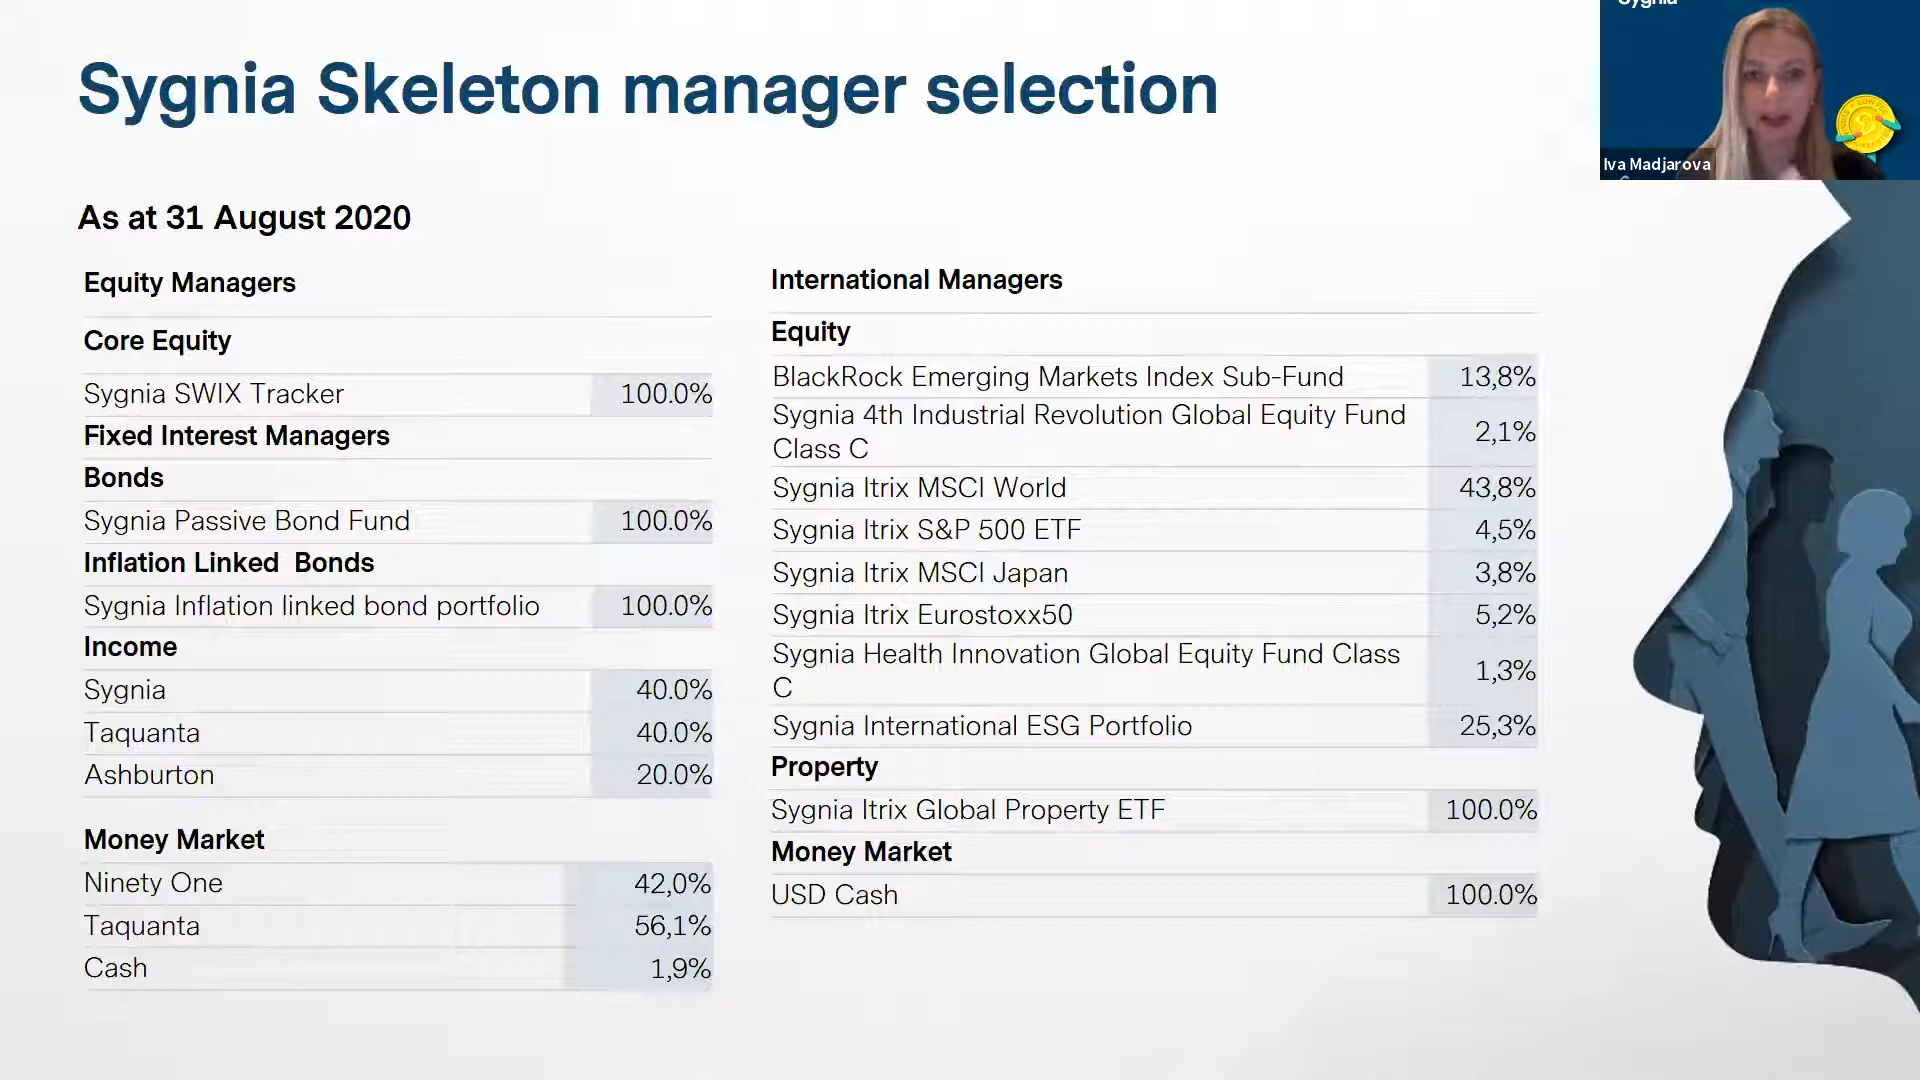 Sygnia
Sygnia Skeleton manager selection
Iva Madjarova
As at 31 August 2020
Equity Managers
Core Equity
Sygnia SWIX Tracker 100.0%
Fixed Interest Managers
Bonds
Sygnia Passive Bond Fund 100.0%
Inflation Linked Bonds
Sygnia Inflation linked bond portfolio 100.0%
Income
Sygnia 40.0%
Taquanta 40.0%
Ashburton 20.0%
Money Market
Ninety One 42,0%
Taquanta 56,1%
Cash 1,9%
International Managers
Equity
BlackRock Emerging Markets Index Sub-Fund 13,8%
Sygnia 4th Industrial Revolution Global Equity Fund
Class C 2,1%
Sygnia Itrix MSCI World 43,8%
Sygnia Itrix S&P 500 ETF 4,5%
Sygnia Itrix MSCI Japan 3,8%
Sygnia Itrix Eurostoxx50 5,2%
Sygnia Health Innovation Global Equity Fund Class
C 1,3%
Sygnia International ESG Portfolio 25,3%
Property
Sygnia Itrix Global Property ETF 100.0%
Money Market
USD Cash 100.0%